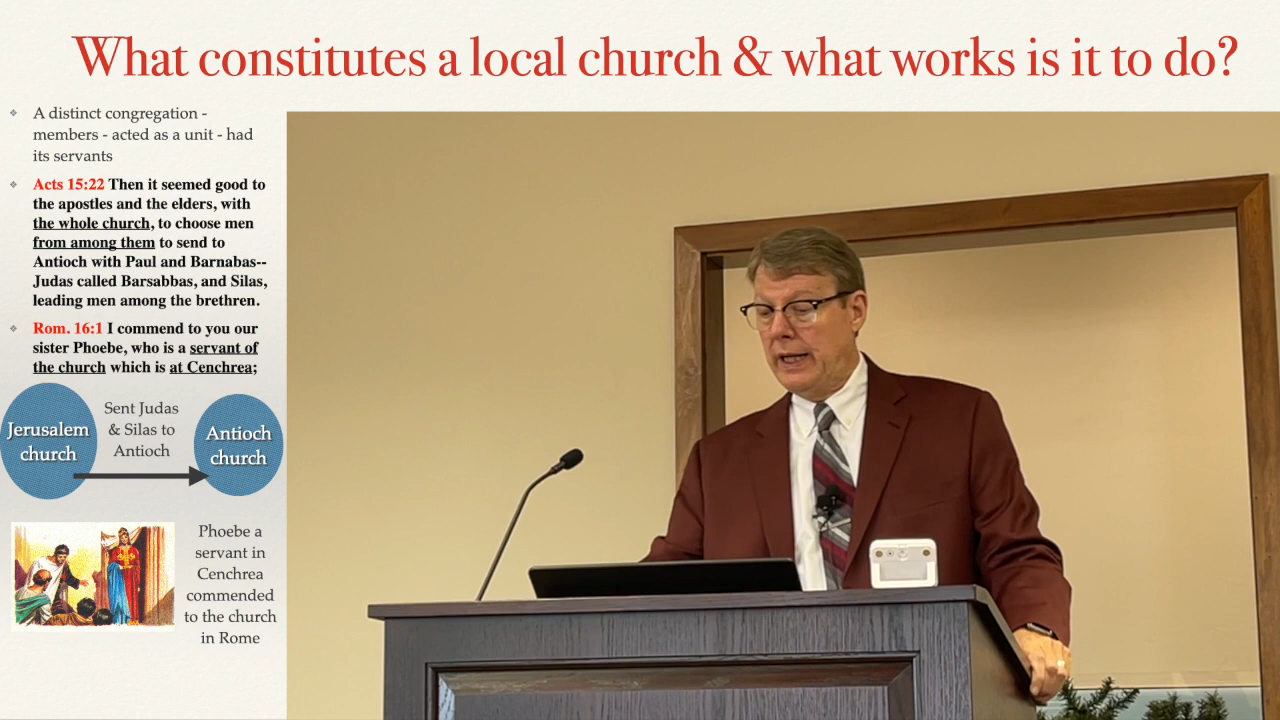 What constitutes a local church & what works is it to do?
A distinct congregation -
members - acted as a unit - had
its servants
Acts 15:22 Then it seemed good to
the apostles and the elders, with
the whole church, to choose men
from among them to send to
Antioch with Paul and Barnabas--
Judas called Barsabbas, and Silas,
leading men among the brethren.
Rom. 16:1 I commend to you our
sister Phoebe, who is a servant of
the church which is at Cenchrea;
Jerusalem
church
Sent Judas
& Silas to
Antioch
Antioch
church
Phoebe a
servant in
Cenchrea
commended
to the church
in Rome